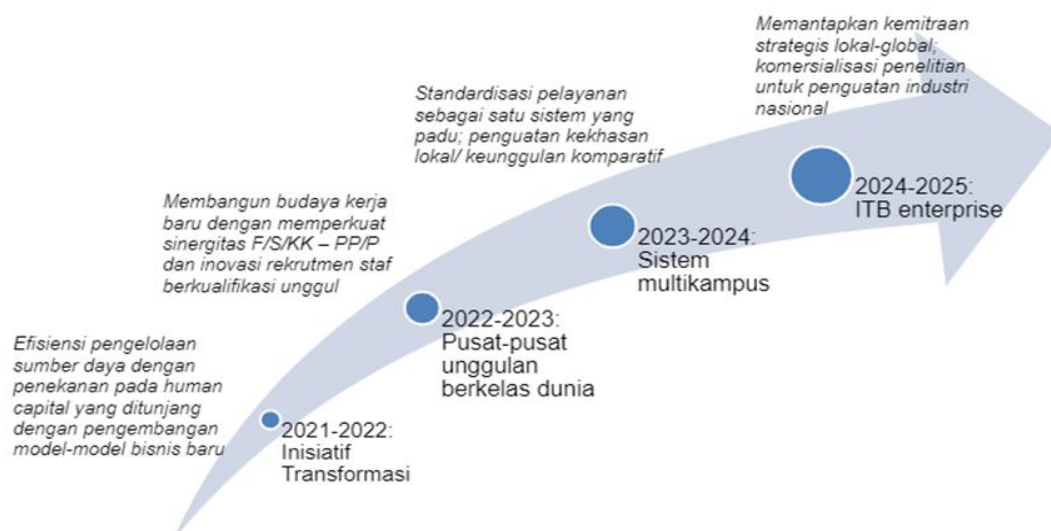 Memantapkan kemitraan
strategis lokal-global;
komersialisasi penelitian
untuk penguatan industri
nasional
2024-2025:
ITB enterprise
Standardisasi pelayanan
sebagai satu sistem yang
padu; penguatan kekhasan
lokal/ keunggulan komparatif
2023-2024:
Sistem
multikampus
Membangun budaya kerja
baru dengan memperkuat
sinergitas F/S/KK – PP/P
dan inovasi rekrutmen staf
berkualifikasi unggul
2022-2023:
Pusat-pusat
unggulan
berkelas dunia
Efisiensi pengelolaan
sumber daya dengan
penekanan pada human
capital yang ditunjang
dengan pengembangan
model-model bisnis baru
2021-2022:
Inisiatif
Transformasi